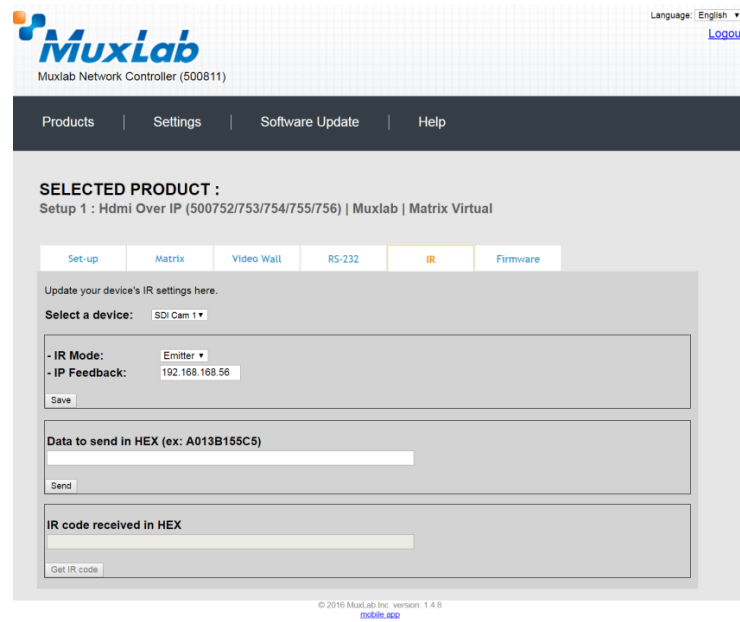 Language: English
Logou
MuxLab
Muxlab Network Controller (500811)
Products | Settings | Software Update | Help
SELECTED PRODUCT :
Setup 1 : Hdmi Over IP (500752/753/754/755/756) | Muxlab | Matrix Virtual
Set-up Matrix Video Wall RS-232 IR Firmware
Update your device's IR settings here.
Select a device: SDI Cam 1
- IR Mode: Emitter
- IP Feedback: 192.168.168.56
Save
Data to send in HEX (ex: A013B155C5)
Send
IR code received in HEX
Get IR code
© 2016 MuxLab Inc. version: 1.4.8
mobile app